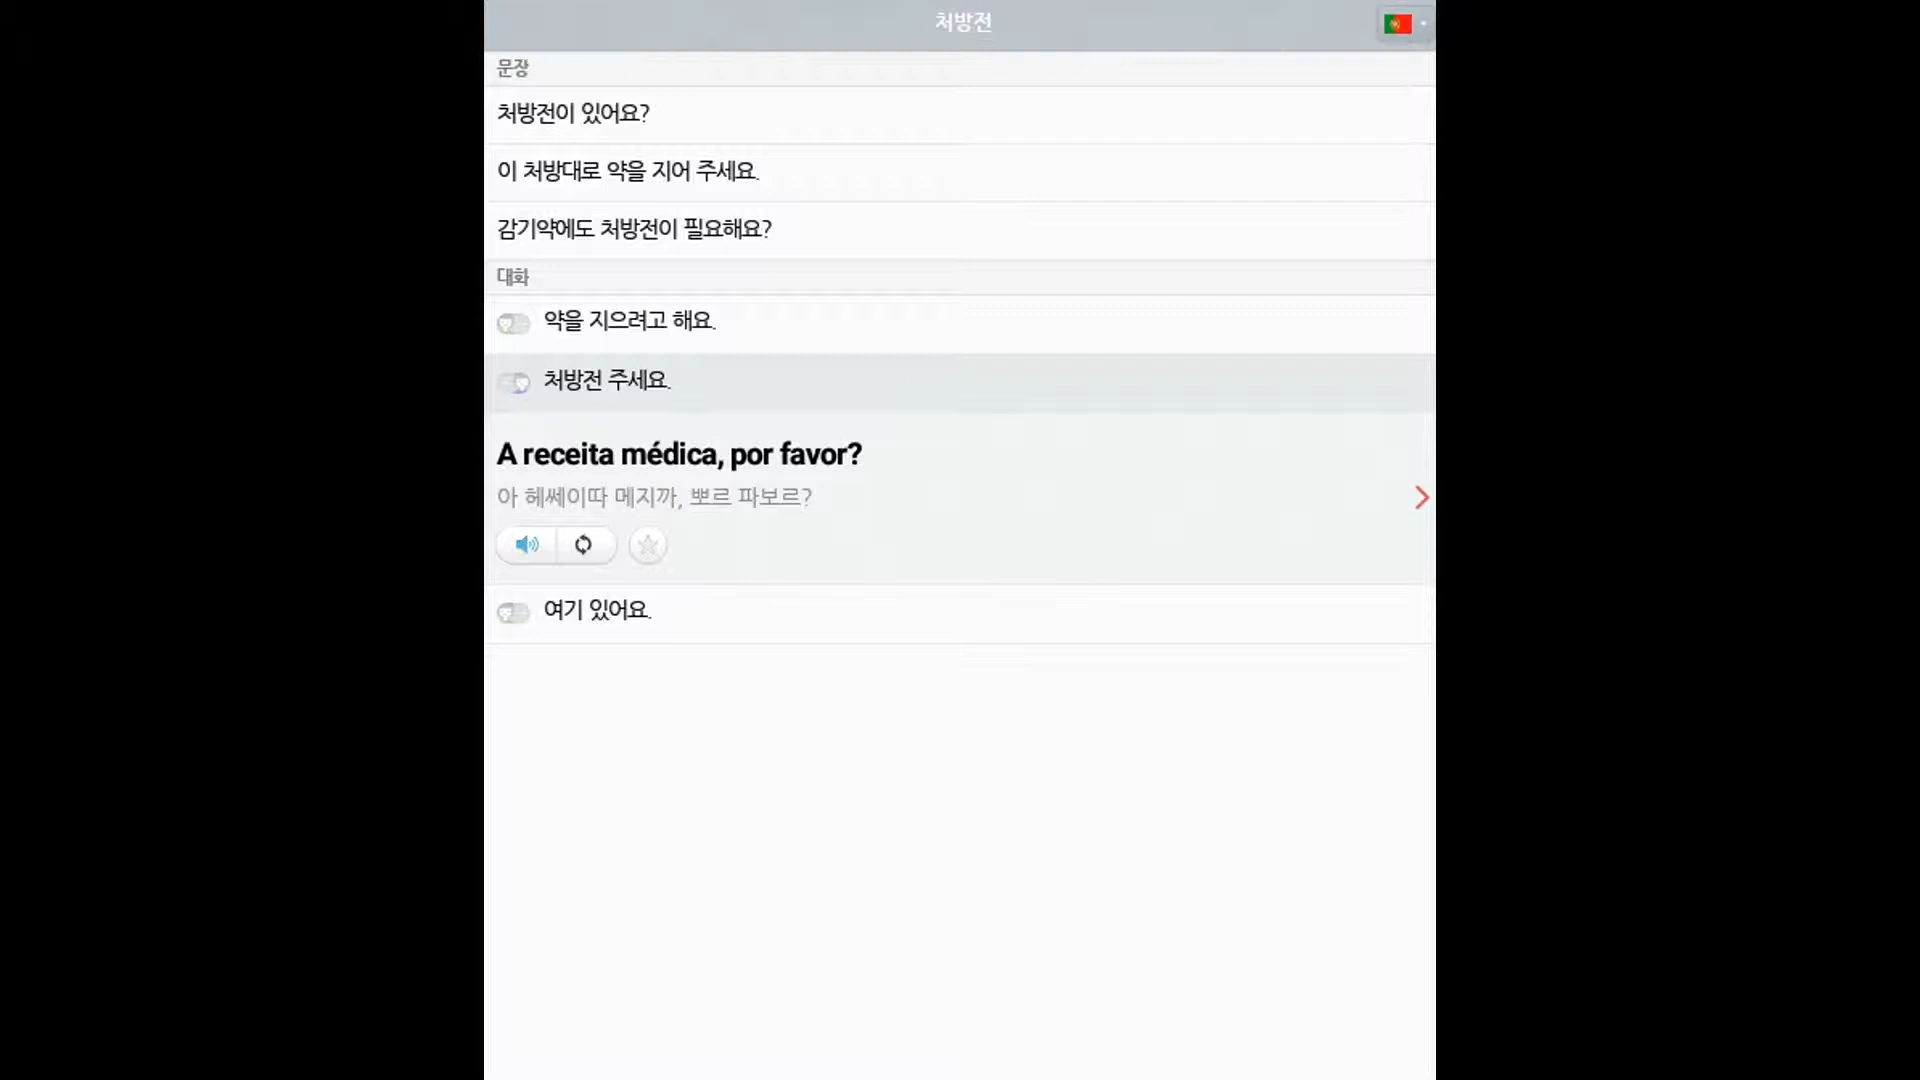 처방전
문장
처방전이 있어요?
이 처방대로 약을 지어 주세요.
감기약에도 처방전이 필요해요?
대화
약을 지으려고 해요.
처방전 주세요.
A receita médica, por favor?
아 헤쎄이따 메지까, 뽀르 파보르?
여기 있어요.